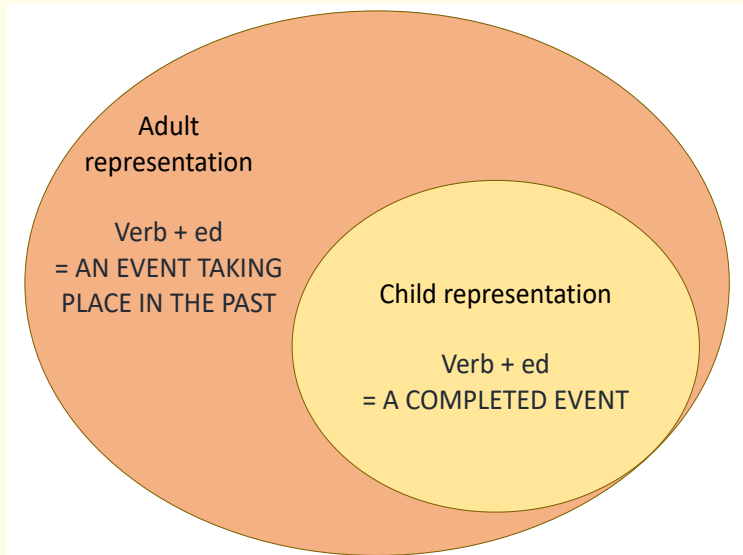 Adult
representation
Verb + ed
= AN EVENT TAKING
PLACE IN THE PAST
Child representation
Verb + ed
= A COMPLETED EVENT